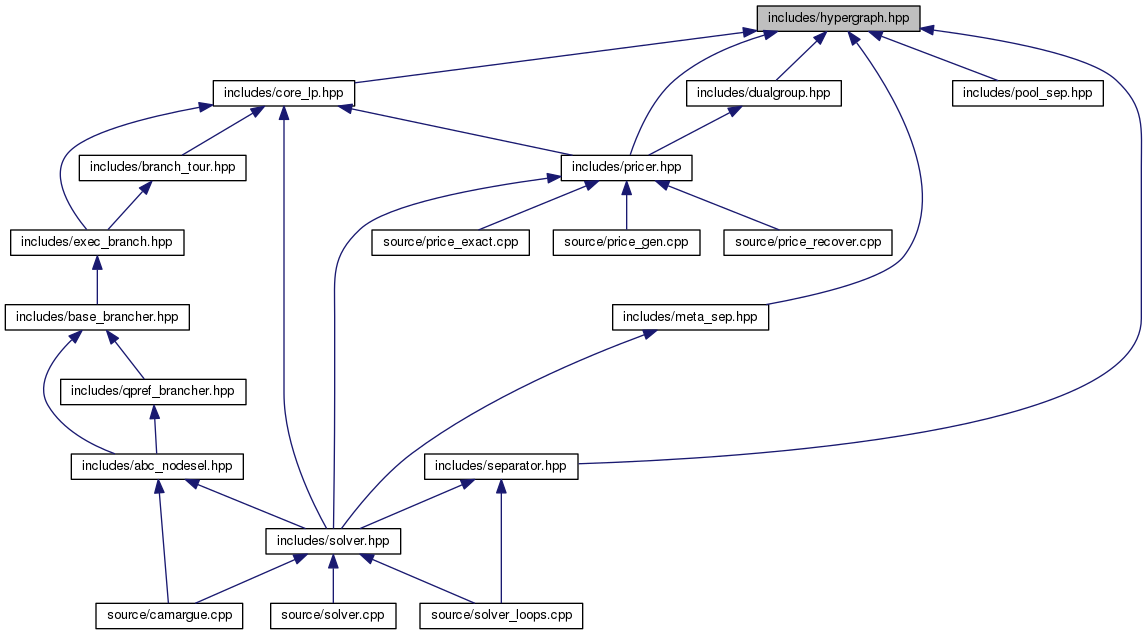 includes/hypergraph.hpp
includes/core_lp.hpp
includes/dualgroup.hpp
includes/pool_sep.hpp
includes/branch_tour.hpp
includes/pricer.hpp
includes/exec_branch.hpp
source/price_exact.cpp
source/price_gen.cpp
source/price_recover.cpp
includes/base_brancher.hpp
includes/meta_sep.hpp
includes/qpref_brancher.hpp
includes/abc_nodesel.hpp
includes/separator.hpp
includes/solver.hpp
source/camargue.cpp
source/solver.cpp
source/solver_loops.cpp